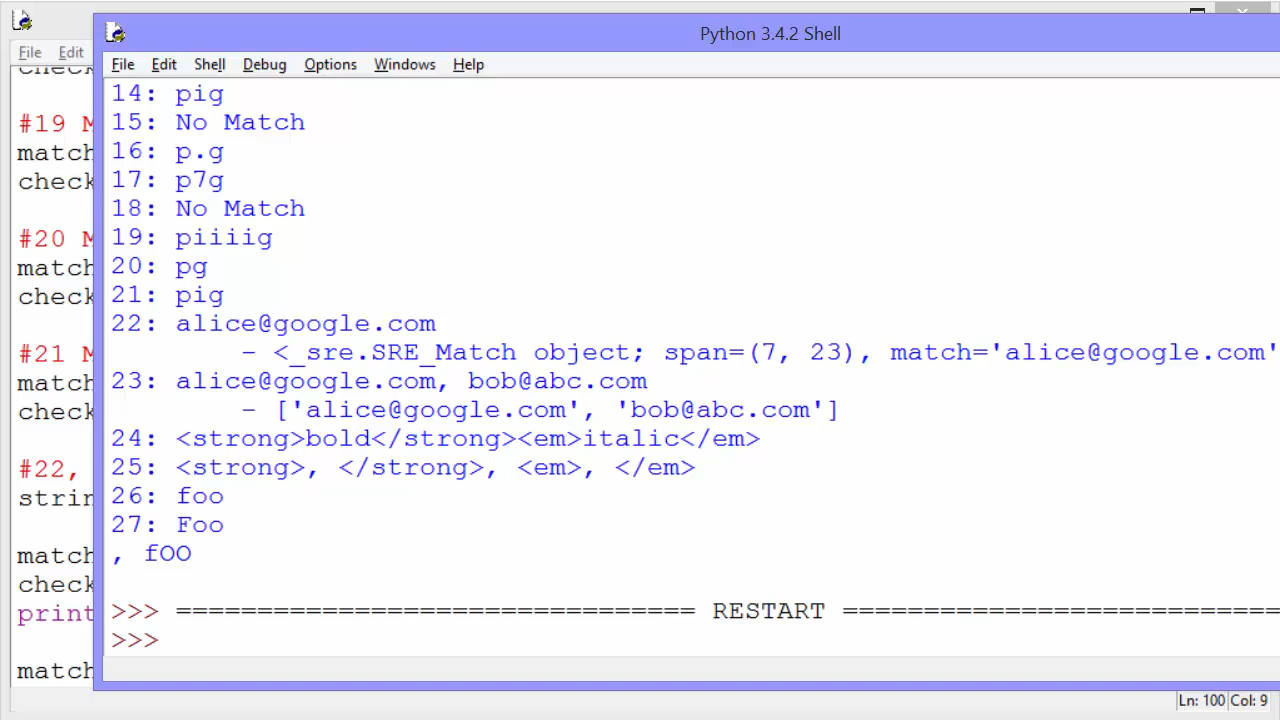 Python 3.4.2 Shell
File Edit
File Edit Shell Debug Options Windows Help
14: pig
15: No Match
16: p.g
17: p7g
18: No Match
19: piiiig
20: pg
21: pig
22: alice@google.com
- <_sre.SRE_Match object; span=(7, 23), match='alice@google.com'
23: alice@google.com, bob@abc.com
- ['alice@google.com', 'bob@abc.com']
24: <strong>bold</strong><em>italic</em>
25: <strong>, </strong>, <em>, </em>
26: foo
27: Foo
, fOO
>>> ================================ RESTART ===========================
>>>
check
#19 M
match
check
#20 M
match
check
#21 M
match
check
#22,
strin
match
check
print
match
Ln: 100 Col: 9